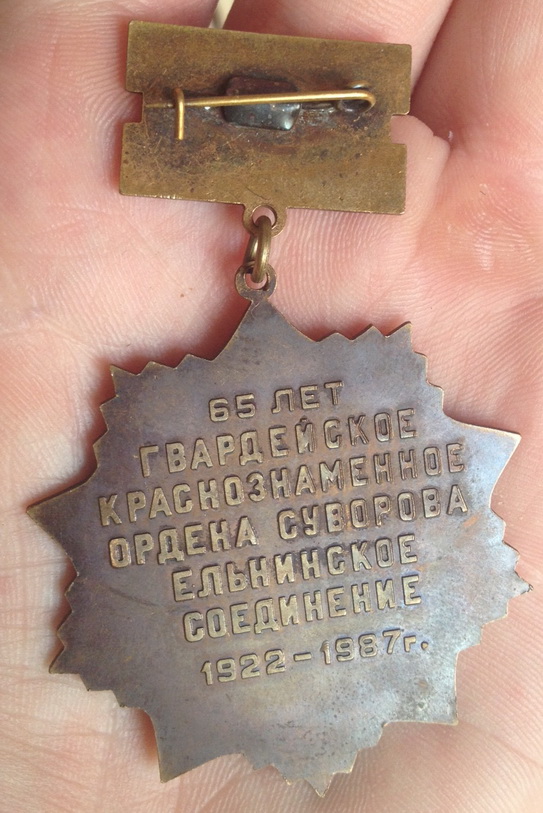 65 ЛЕТ
ГВАРДЕЙСКОЕ
КРАСНОЗНАМЕННОЕ
ОРДЕНА СУВОРОВА
ЕЛЬНИНСКОЕ
СОЕДИНЕНИЕ
1922-1987г.